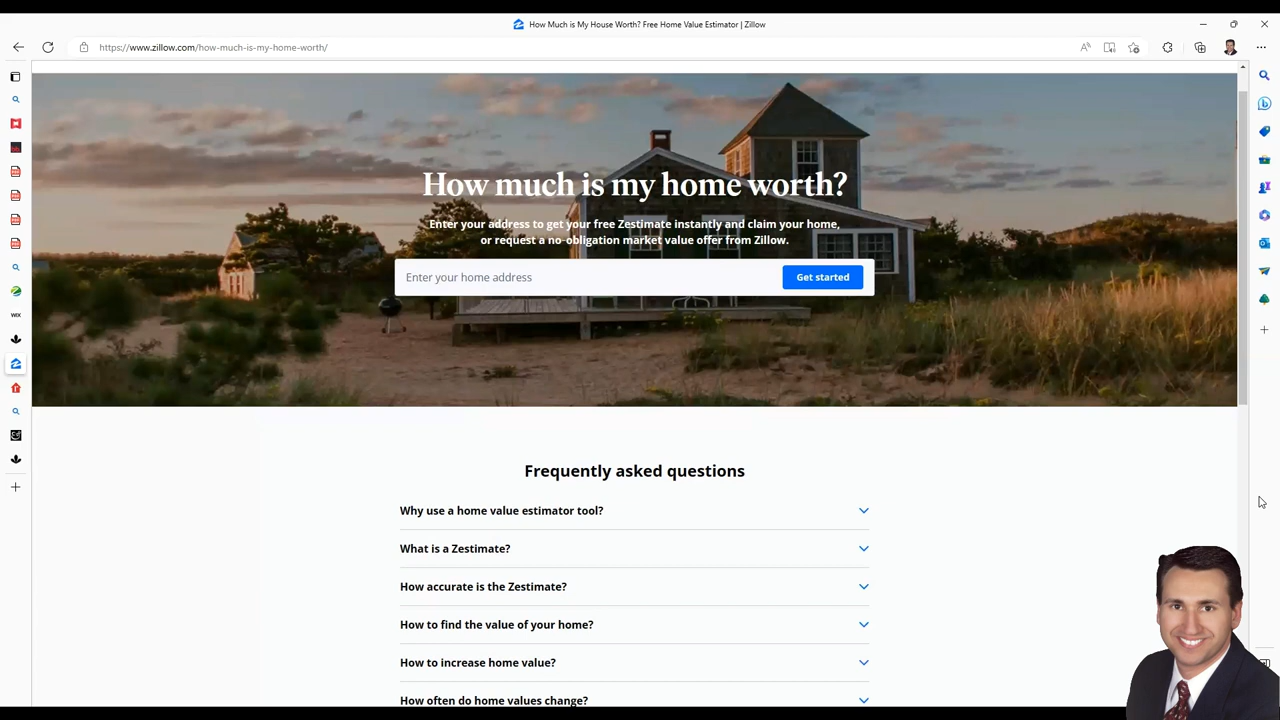 How Much is My House Worth? Free Home Value Estimator | Zillow
https://www.zillow.com/how-much-is-my-home-worth/
How much is my home worth?
Enter your address to get your free Zestimate instantly and claim your home,
or request a no-obligation market value offer from Zillow.
Enter your home address
Get started
Frequently asked questions
Why use a home value estimator tool?
What is a Zestimate?
How accurate is the Zestimate?
How to find the value of your home?
How to increase home value?
How often do home values change?
WIX